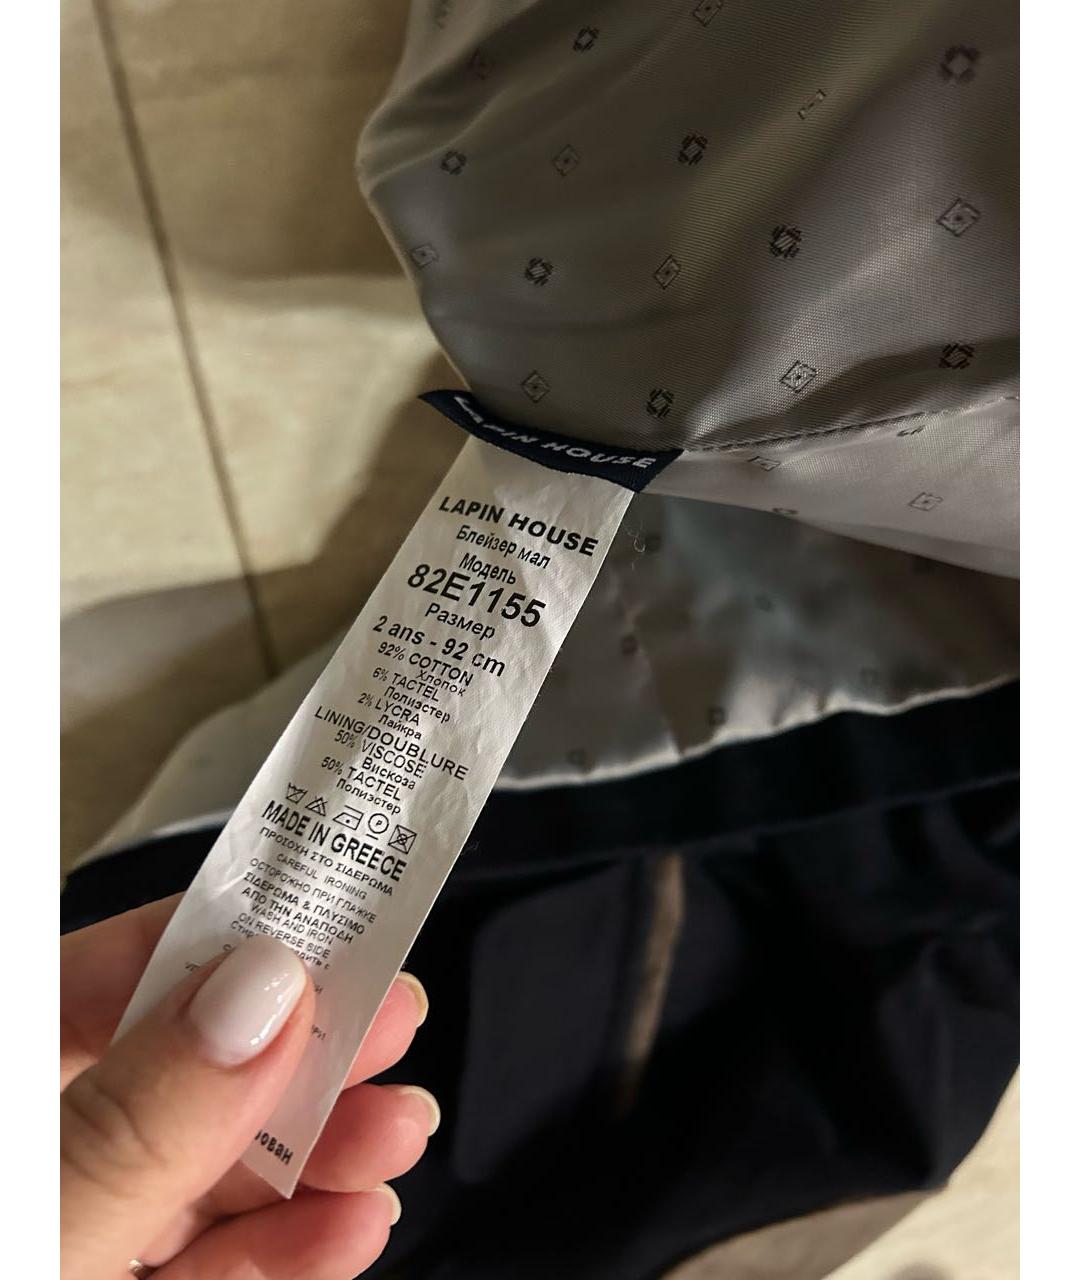 LAPIN HOUSE
LAPIN HOUSE
Блейзер мал
Модель
82E1155
Размер
2 ans - 92 cm
92% COTTON
Хлопок
6% TACTEL
Полиэстер
2% LYCRA
Лайкра
LINING/DOUBLURE
50% VISCOSE
Вискоза
50% TACTEL
Полиэстер
P
MADE IN GREECE
ΠΡΟΣΟΧΗ ΣΤΟ ΣΙΔΕΡΩΜΑ
CAREFUL IRONING
ОСТОРОЖНО ПРИ ГЛАЖКЕ
ΣΙΔΕΡΩΜΑ & ΠΛΥΣΙΜΟ
ΑΠΟ ΤΗΝ ΑΝΑΠΟΔΗ
WASH AND IRON
ON REVERSE SIDE